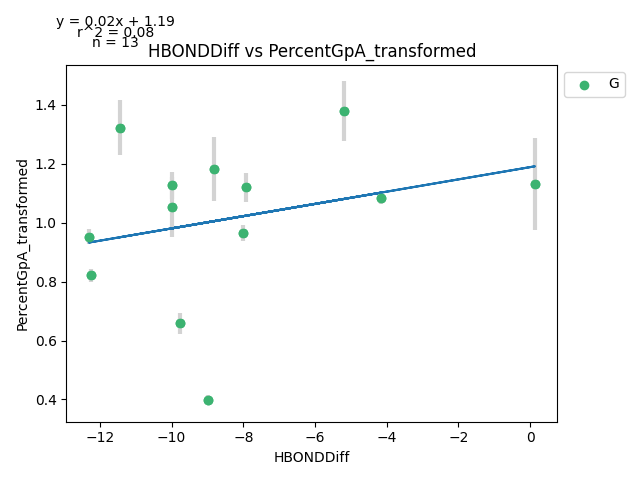 y = 0.02x + 1.19
r^2 = 0.08
n = 13
HBONDDiff vs PercentGpA_transformed
G
PercentGpA_transformed
1.4
1.2
1.0
0.8
0.6
0.4
−12
−10
−8
−6
−4
−2
0
HBONDDiff